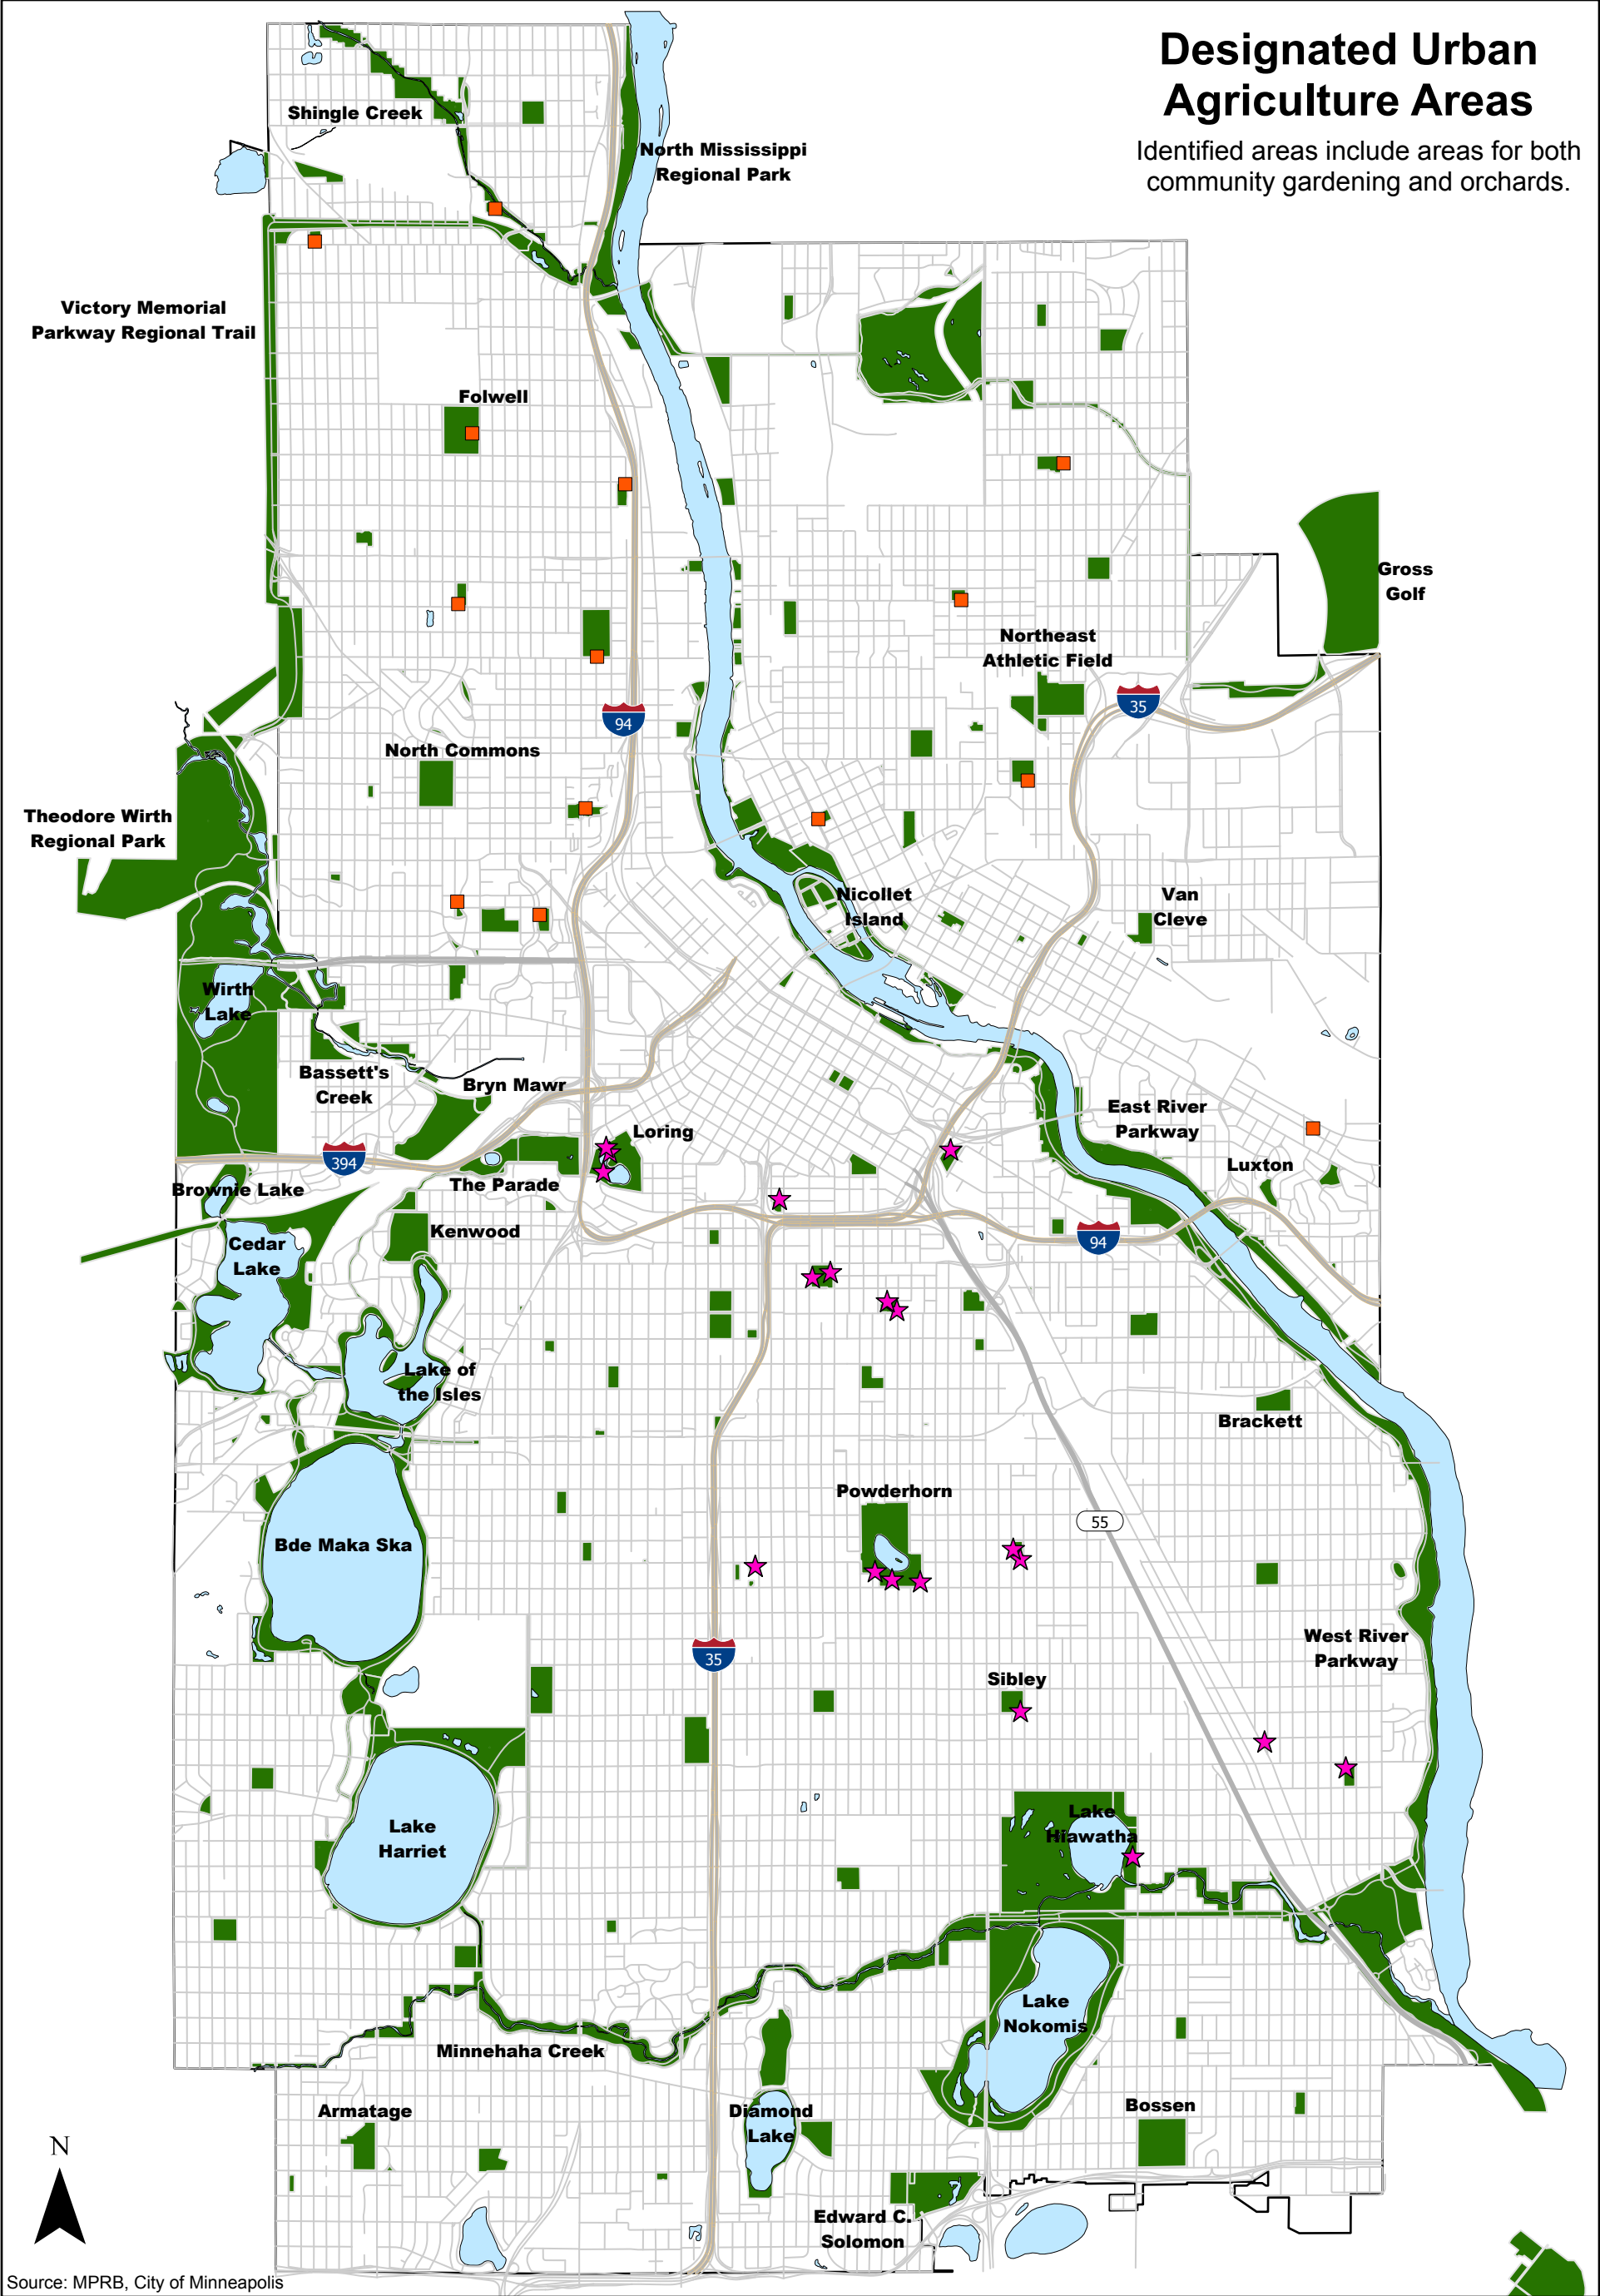 Designated Urban
Agriculture Areas
Identified areas include areas for both
community gardening and orchards.
Shingle Creek
North Mississippi
Regional Park
Victory Memorial
Parkway Regional Trail
Folwell
Gross
Golf
Northeast
Athletic Field
35
94
North Commons
Theodore Wirth
Regional Park
Nicollet
Island
Van
Cleve
Wirth
Lake
Bassett's
Creek
Bryn Mawr
East River
Parkway
Loring
394
Luxton
The Parade
Brownie Lake
Kenwood
94
Cedar
Lake
Lake of
the Isles
Brackett
Powderhorn
55
Bde Maka Ska
West River
Parkway
35
Sibley
Lake
Hiawatha
Lake
Harriet
Lake
Nokomis
Minnehaha Creek
Armatage
Diamond
Lake
Bossen
N
Edward C.
Solomon
Source: MPRB, City of Minneapolis